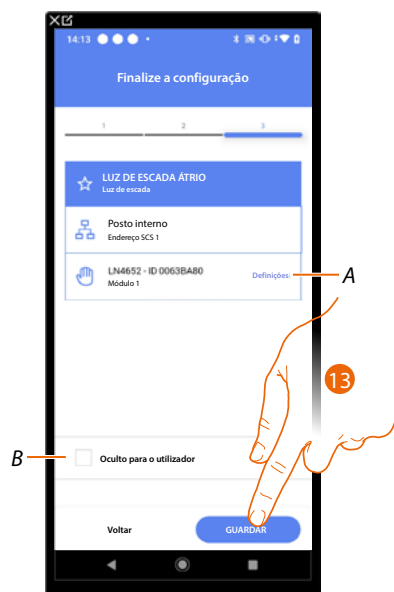 14:13
Finalize a configuração
1 2 3
LUZ DE ESCADA ÁTRIO
Luz de escada
Posto interno
Endereço SCS 1
LN4652 - ID 0063BA80
Módulo 1
Definições
A
13
B
Oculto para o utilizador
Voltar
GUARDAR